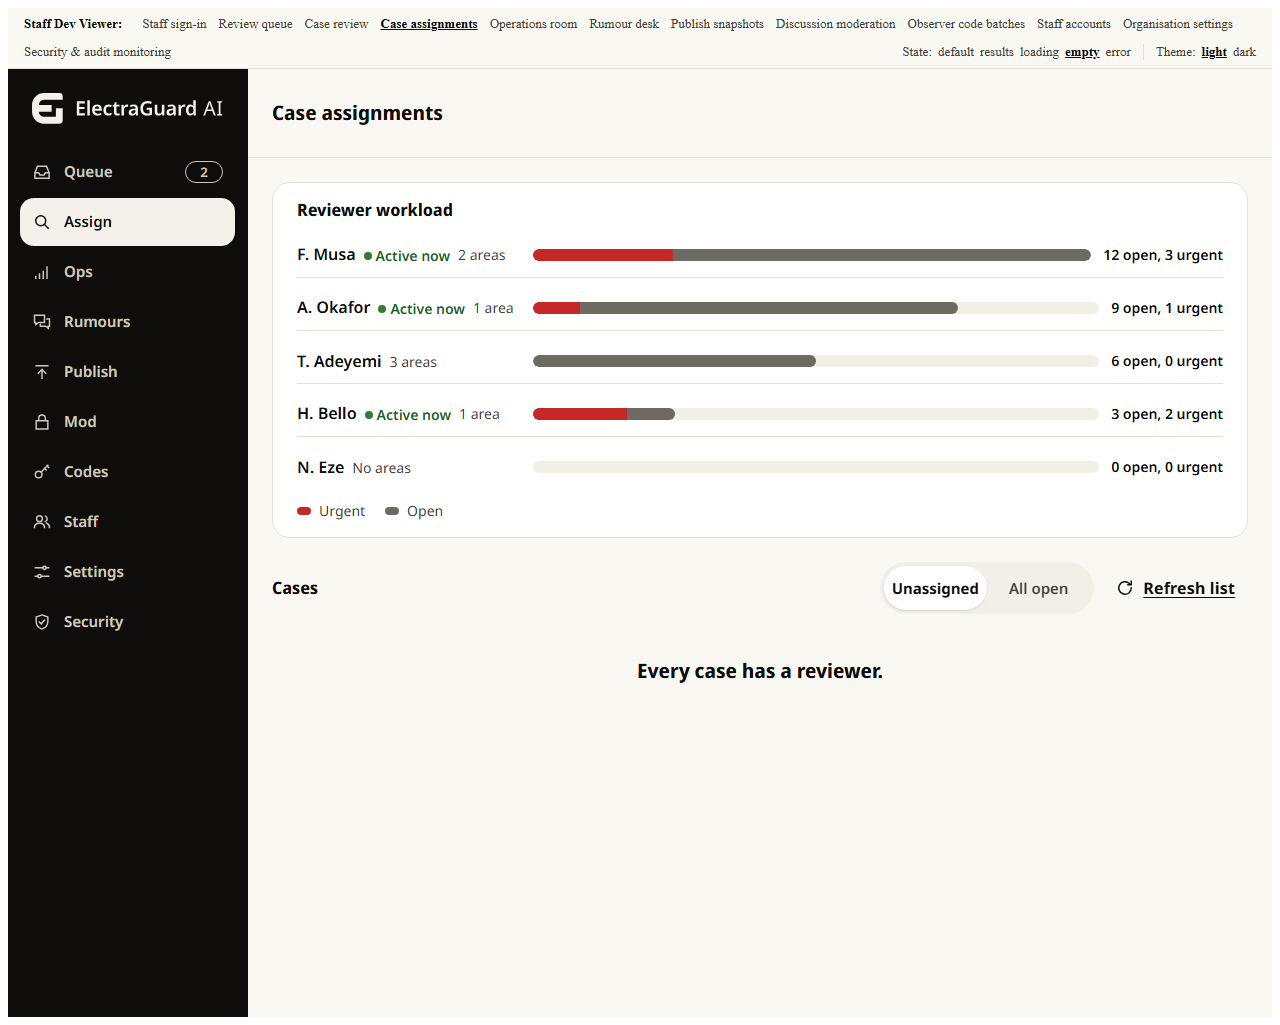 Staff Dev Viewer: Staff sign-in Review queue Case review Case assignments Operations room Rumour desk Publish snapshots Discussion moderation Observer code batches Staff accounts Organisation settings
Security & audit monitoring State: default results loading empty error Theme: light dark
ElectraGuard AI
Case assignments
Queue 2
Assign
Ops
Rumours
Publish
Mod
Codes
Staff
Settings
Security
Reviewer workload
F. Musa Active now 2 areas 12 open, 3 urgent
A. Okafor Active now 1 area 9 open, 1 urgent
T. Adeyemi 3 areas 6 open, 0 urgent
H. Bello Active now 1 area 3 open, 2 urgent
N. Eze No areas 0 open, 0 urgent
Urgent Open
Cases Unassigned All open Refresh list
Every case has a reviewer.